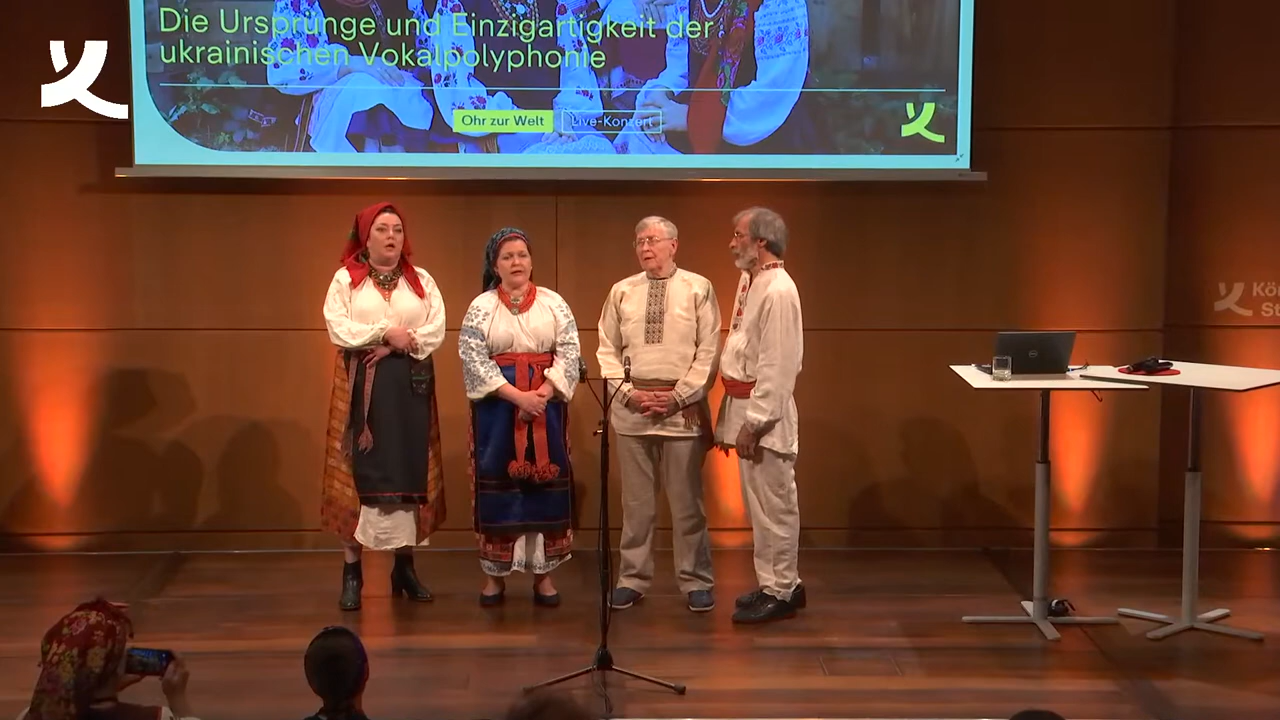 Die Ursprünge und Einzigartigkeit der
ukrainischen Vokalpolyphonie
Ohr zur Welt
Live-Konzert